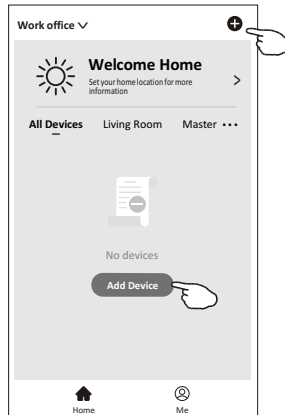 Work office
Welcome Home
Set your home location for more
information
All Devices Living Room Master
No devices
Add Device
Home Me